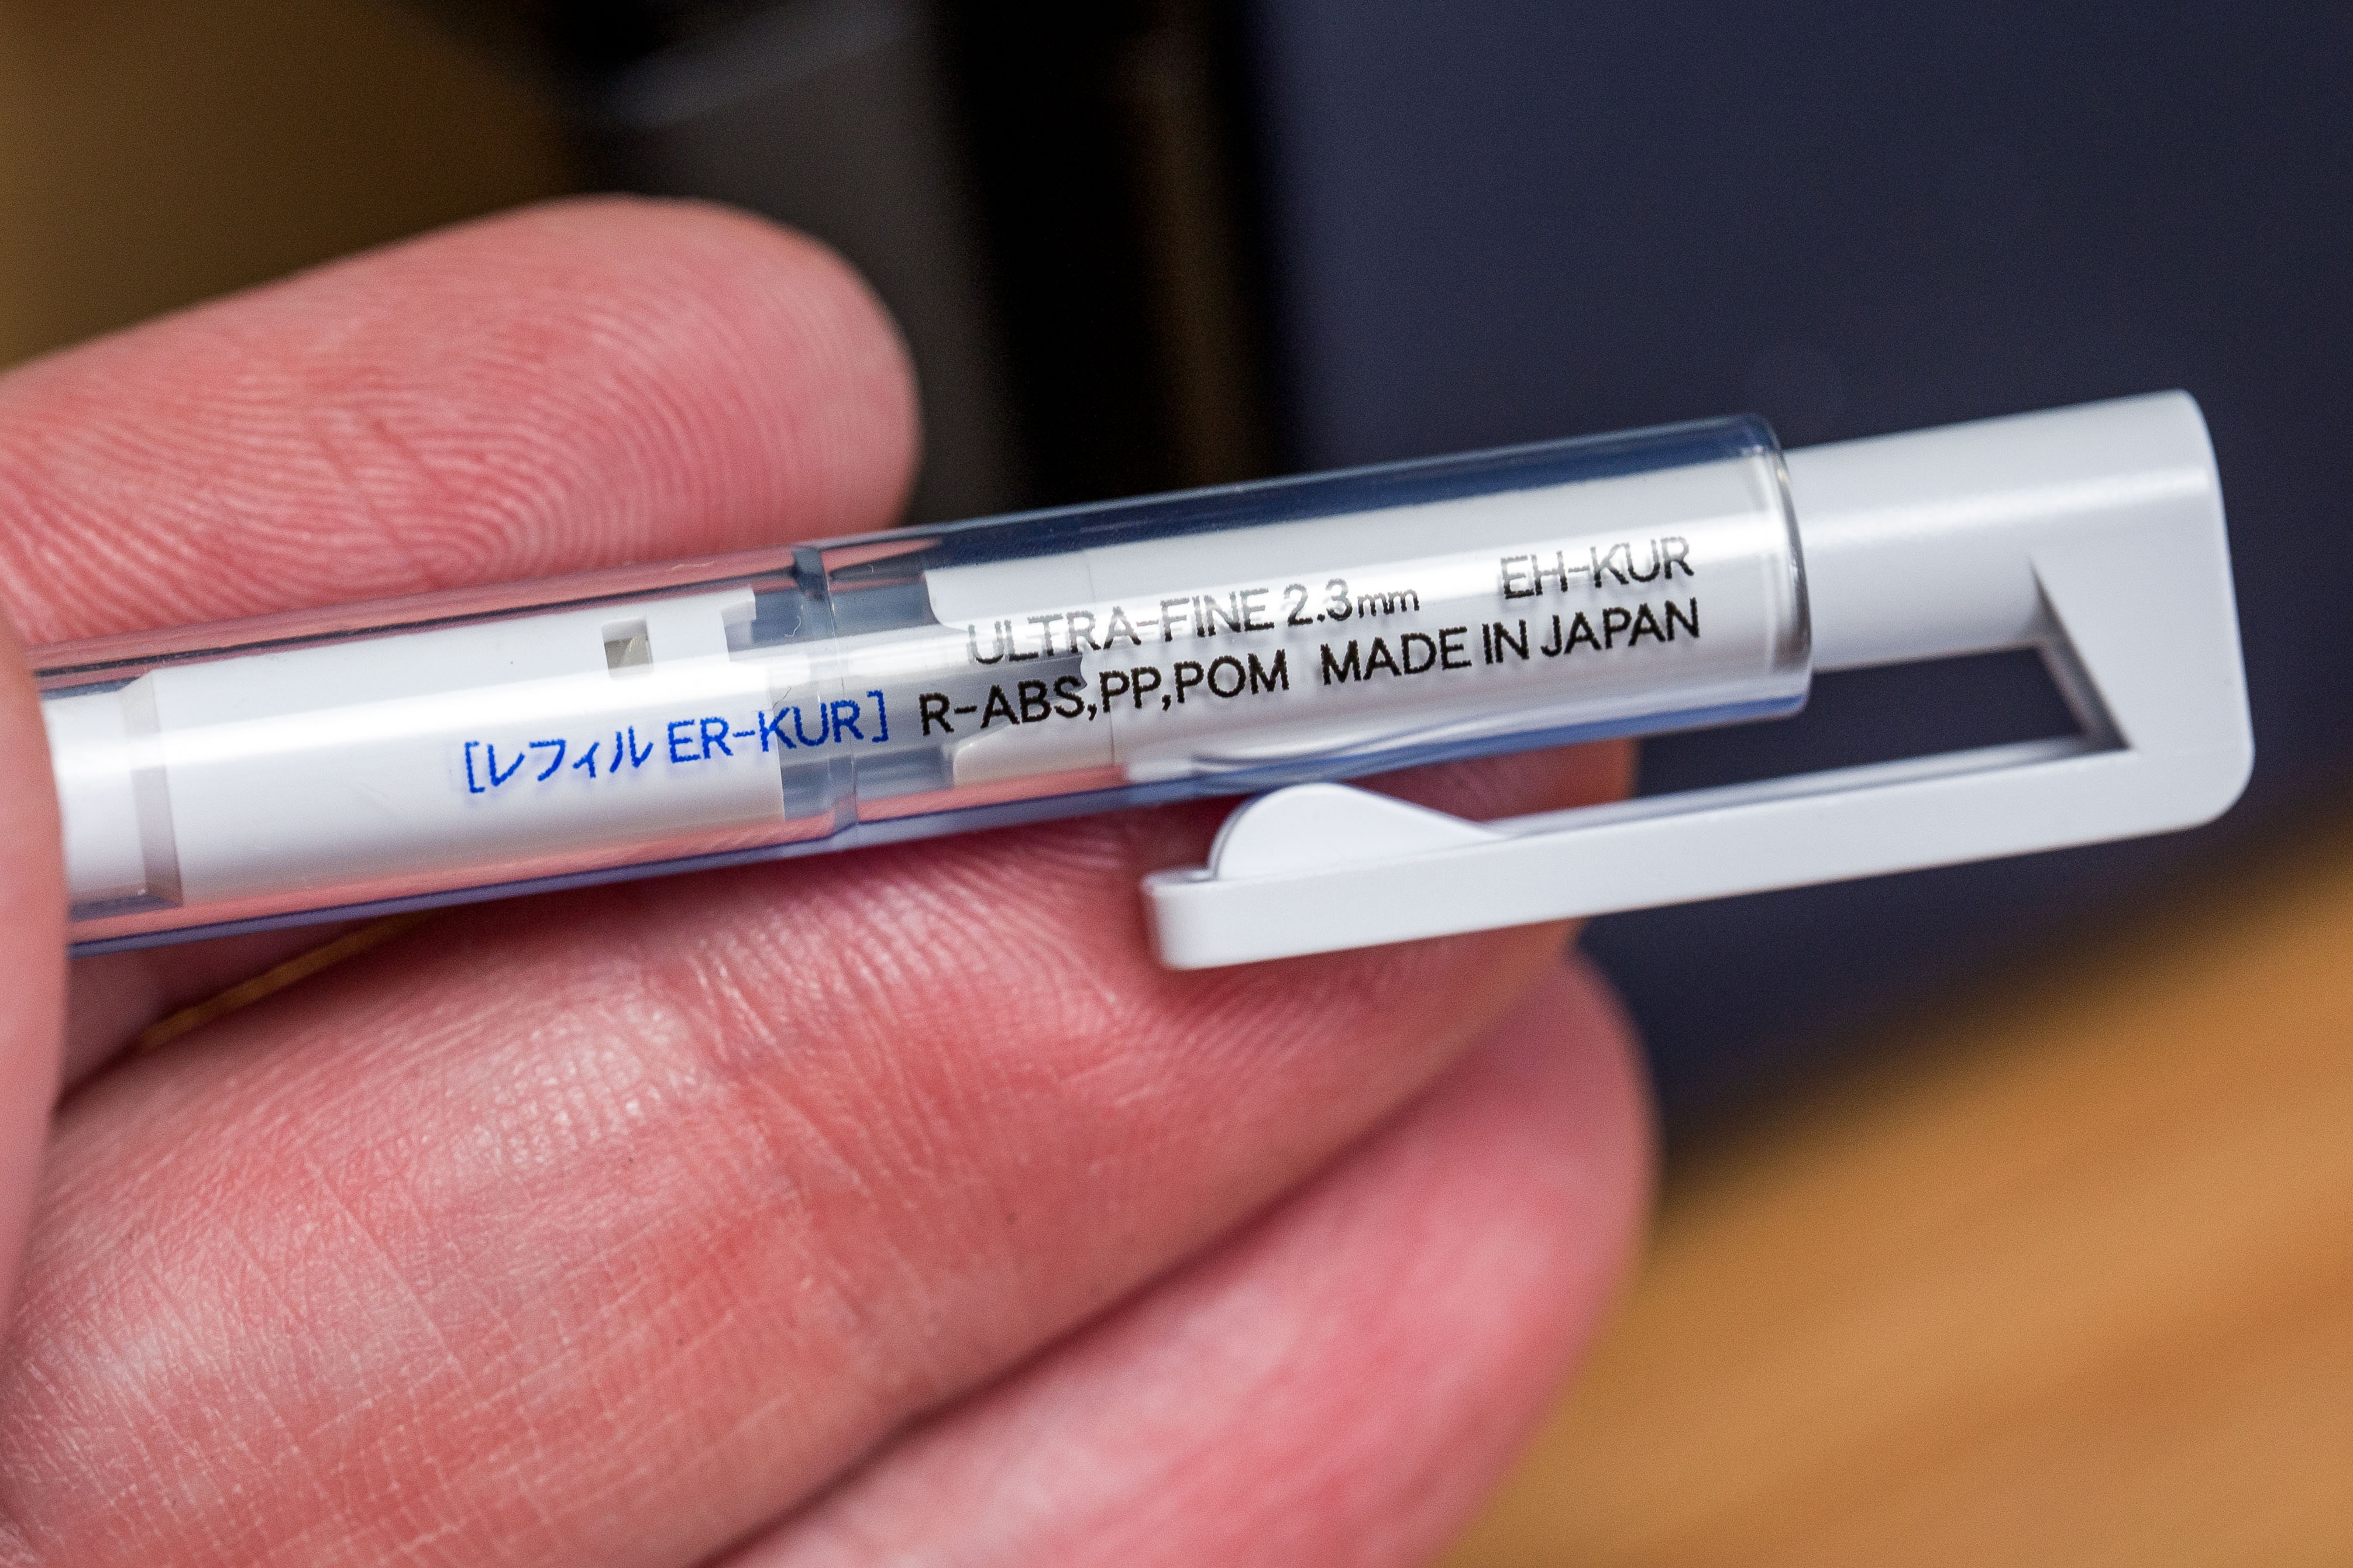 ULTRA-FINE 2.3mm EH-KUR
[レフィル ER-KUR] R-ABS,PP,POM MADE IN JAPAN